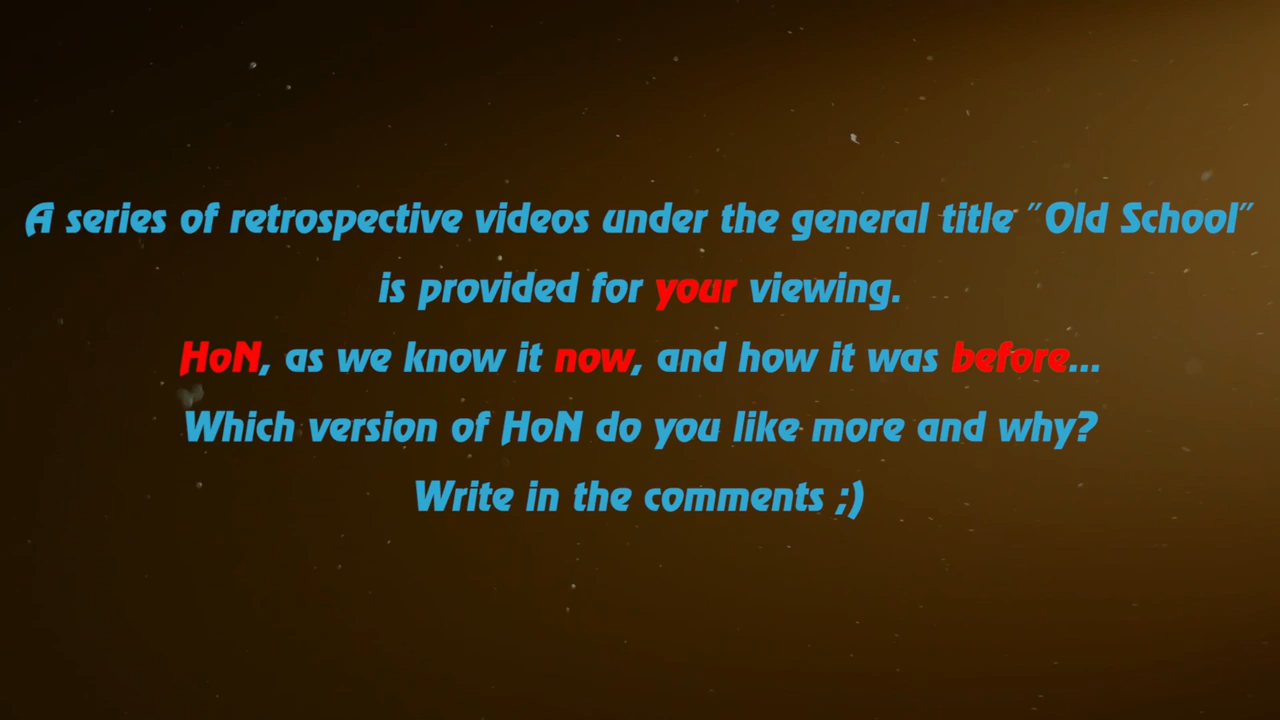 A series of retrospective videos under the general title "Old School"
is provided for your viewing.
HoN, as we know it now, and how it was before...
Which version of HoN do you like more and why?
Write in the comments ;)